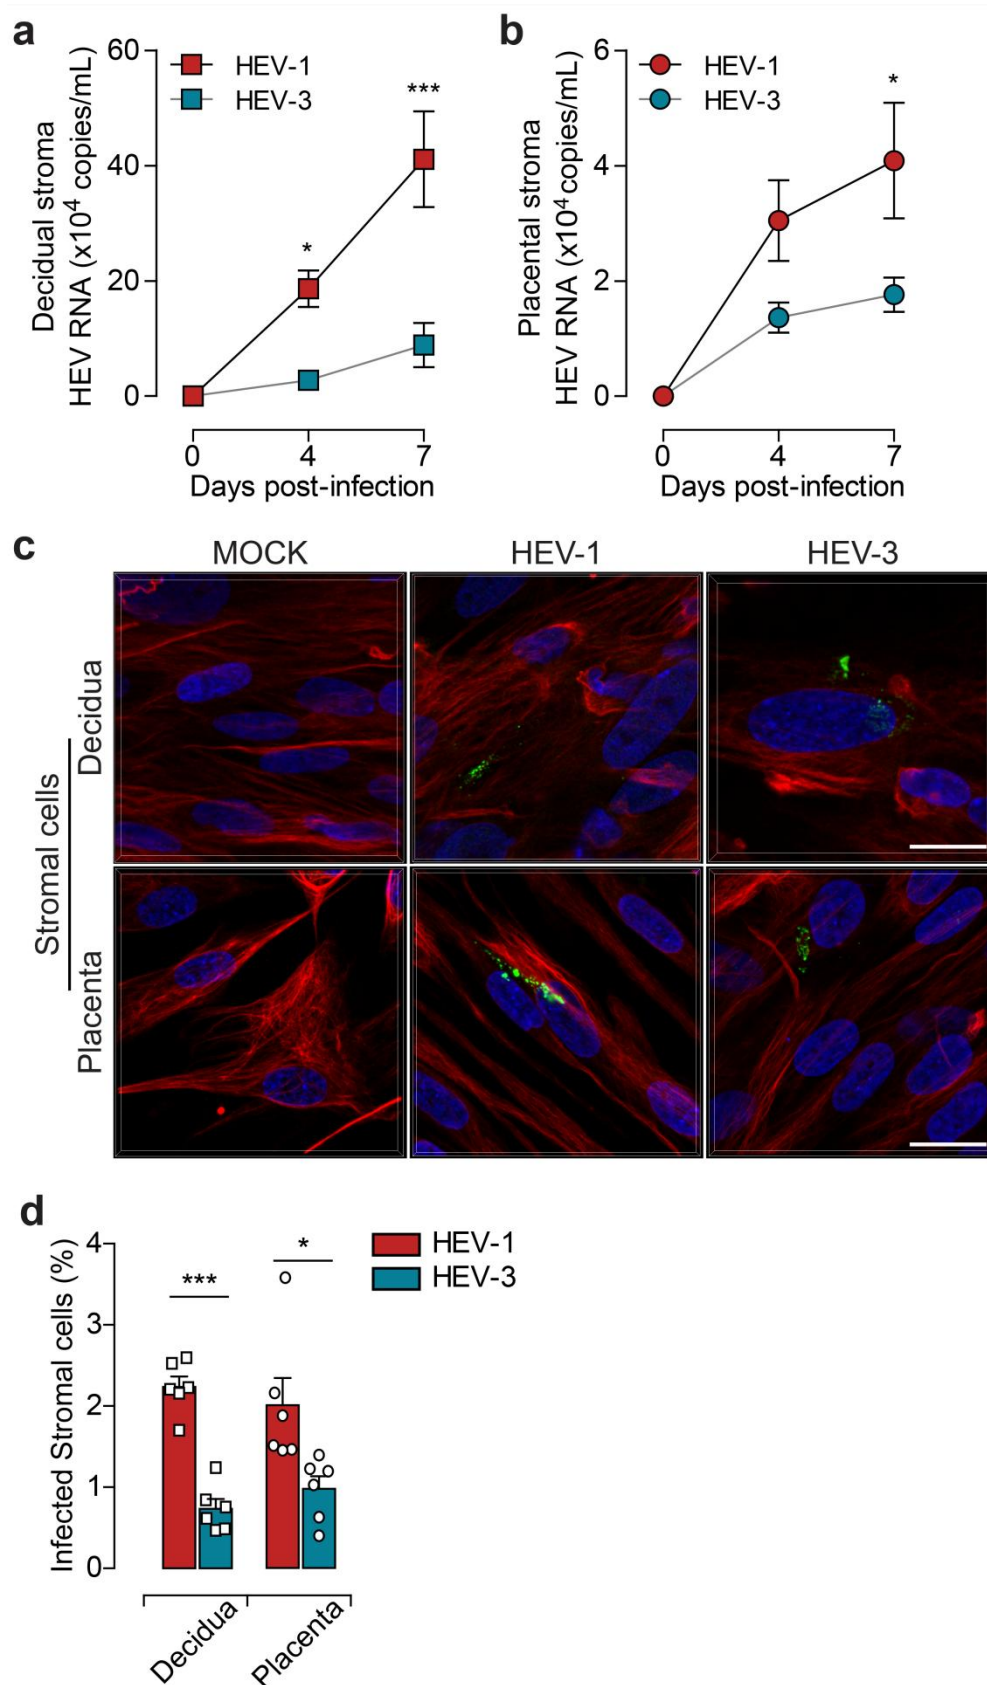 a
Decidual stroma
HEV RNA (x10⁴ copies/mL)
60
40
20
0
HEV-1
HEV-3
*
***
0 4 7
Days post-infection
b
Placental stroma
HEV RNA (x10⁴ copies/mL)
6
4
2
0
HEV-1
HEV-3
*
0 4 7
Days post-infection
c
MOCK HEV-1 HEV-3
Stromal cells
Decidua
Placenta
d
Infected Stromal cells (%)
4
3
2
1
0
***
*
HEV-1
HEV-3
Decidua
Placenta